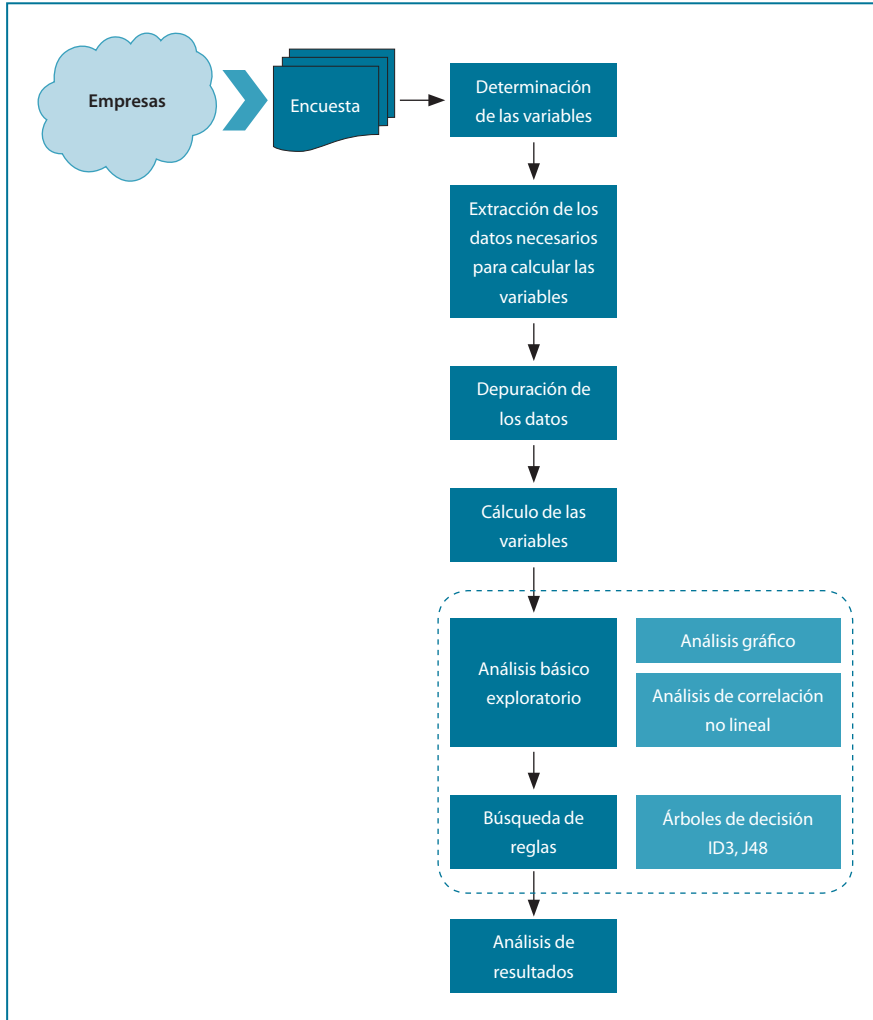 Empresas
Encuesta
Determinación
de las variables
Extracción de los
datos necesarios
para calcular las
variables
Depuración de
los datos
Cálculo de las
variables
Análisis básico
exploratorio
Análisis gráfico
Análisis de correlación
no lineal
Búsqueda de
reglas
Árboles de decisión
ID3, J48
Análisis de
resultados